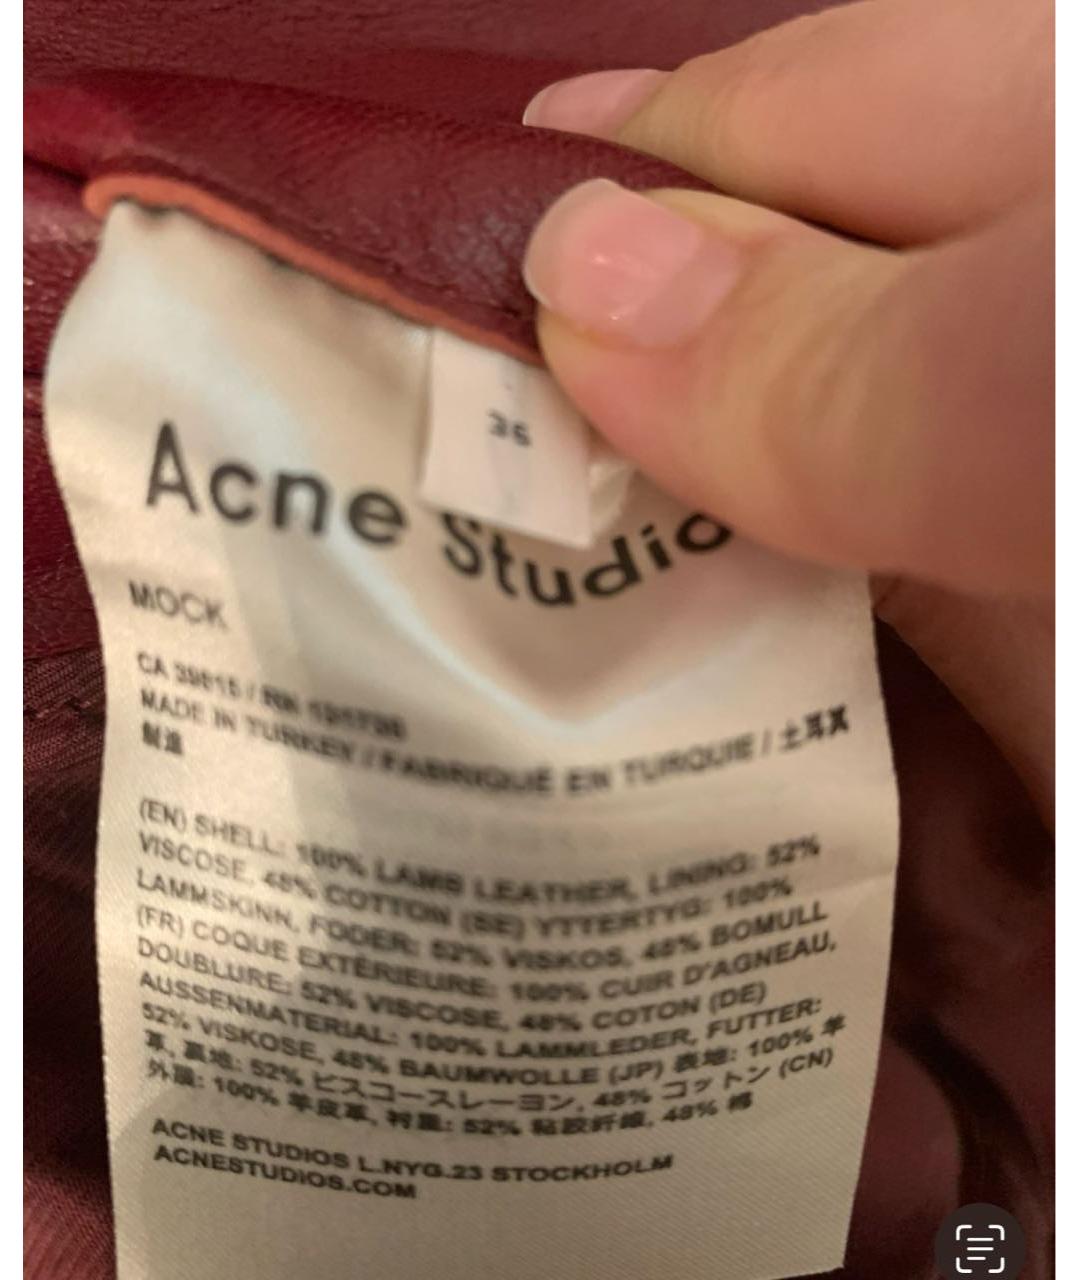 36
Acne Studio
MOCK
CA 39615 / RN
MADE IN TURKEY / FABRIQUÉ EN TURQUIE / 土耳其
製造
(EN) SHELL: 100% LAMB LEATHER, LINING: 52%
VISCOSE, 48% COTTON (SE) YTTERTYG: 100%
LAMMSKINN, FODER: 52% VISKOS, 48% BOMULL
(FR) COQUE EXTÉRIEURE: 100% CUIR D'AGNEAU,
DOUBLURE: 52% VISCOSE, 48% COTON (DE)
AUSSENMATERIAL: 100% LAMMLEDER, FUTTER:
52% VISKOSE, 48% BAUMWOLLE (JP) 表地: 100% 羊
革, 裏地: 52% ビスコースレーヨン, 48% コットン (CN)
外層: 100% 羊皮革, 衬里: 52% 粘胶纤维, 48% 棉
ACNE STUDIOS L.NYG.23 STOCKHOLM
ACNESTUDIOS.COM